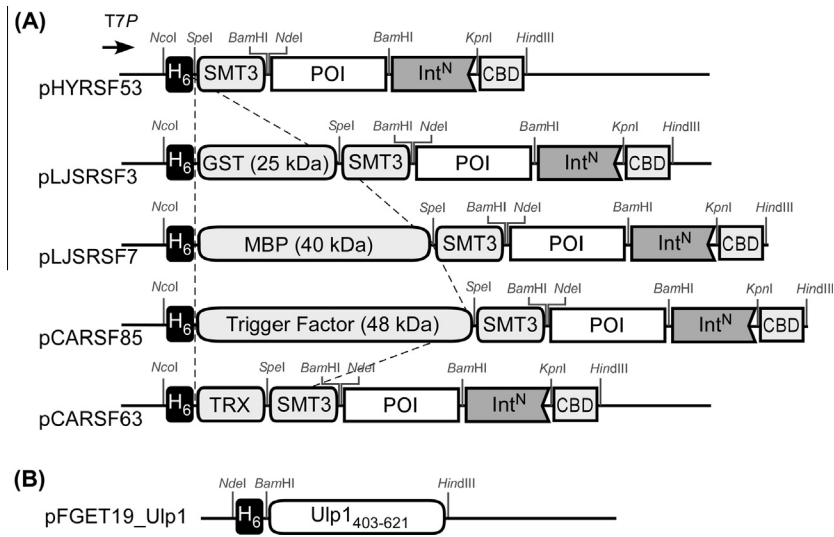 (A)
T7P
NcoI SpeI BamHI NdeI BamHI KpnI HindIII
pHYRSF53 H6 SMT3 POI IntN CBD
NcoI SpeI BamHI NdeI BamHI KpnI HindIII
pLJSRSF3 H6 GST (25 kDa) SMT3 POI IntN CBD
NcoI SpeI BamHI NdeI BamHI KpnI HindIII
pLJSRSF7 H6 MBP (40 kDa) SMT3 POI IntN CBD
NcoI SpeI BamHI NdeI BamHI KpnI HindIII
pCARSF85 H6 Trigger Factor (48 kDa) SMT3 POI IntN CBD
NcoI SpeI BamHI NdeI BamHI KpnI HindIII
pCARSF63 H6 TRX SMT3 POI IntN CBD
(B)
NdeI BamHI HindIII
pFGET19_Ulp1 H6 Ulp1403-621